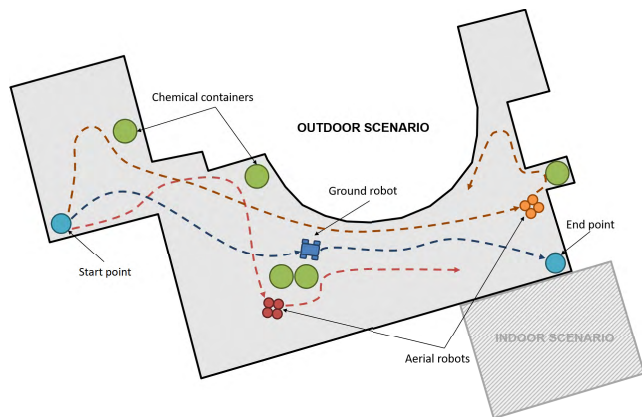 Chemical containers
OUTDOOR SCENARIO
Ground robot
End point
Start point
INDOOR SCENARIO
Aerial robots